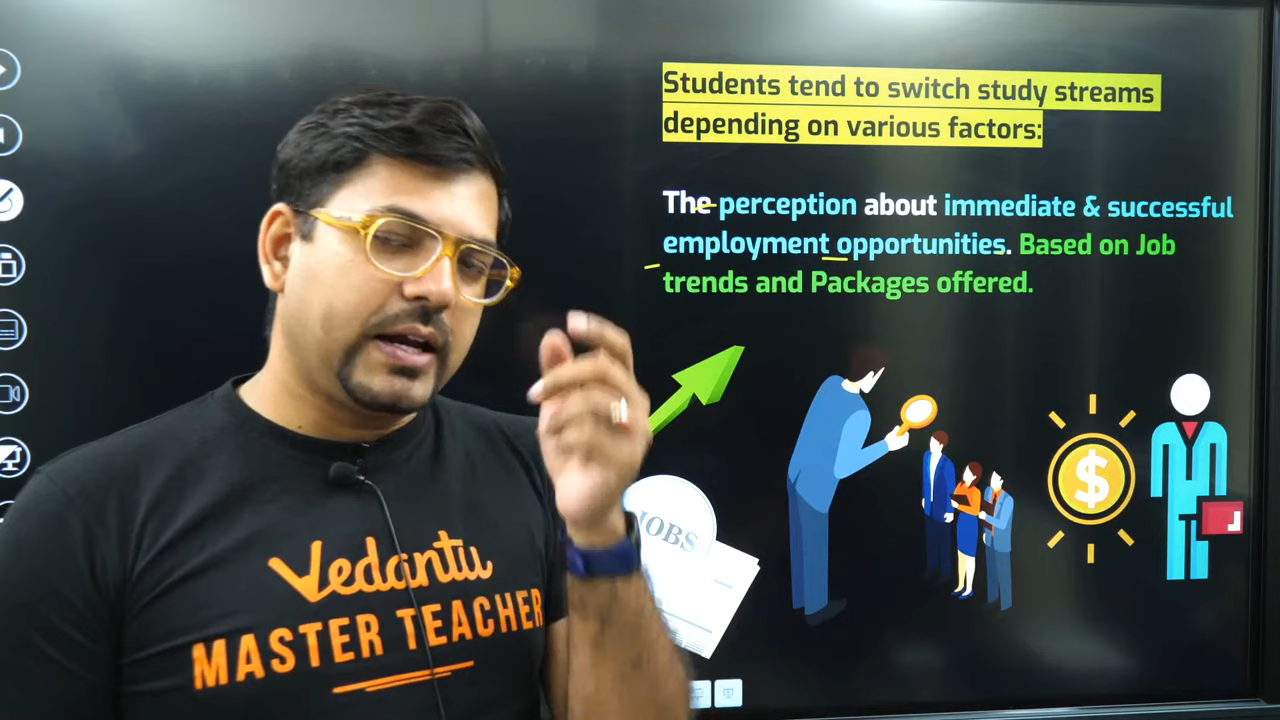 Students tend to switch study streams
depending on various factors:
The perception about immediate & successful
employment opportunities. Based on Job
trends and Packages offered.
JOBS
$
Vedantu
MASTER TEACHER